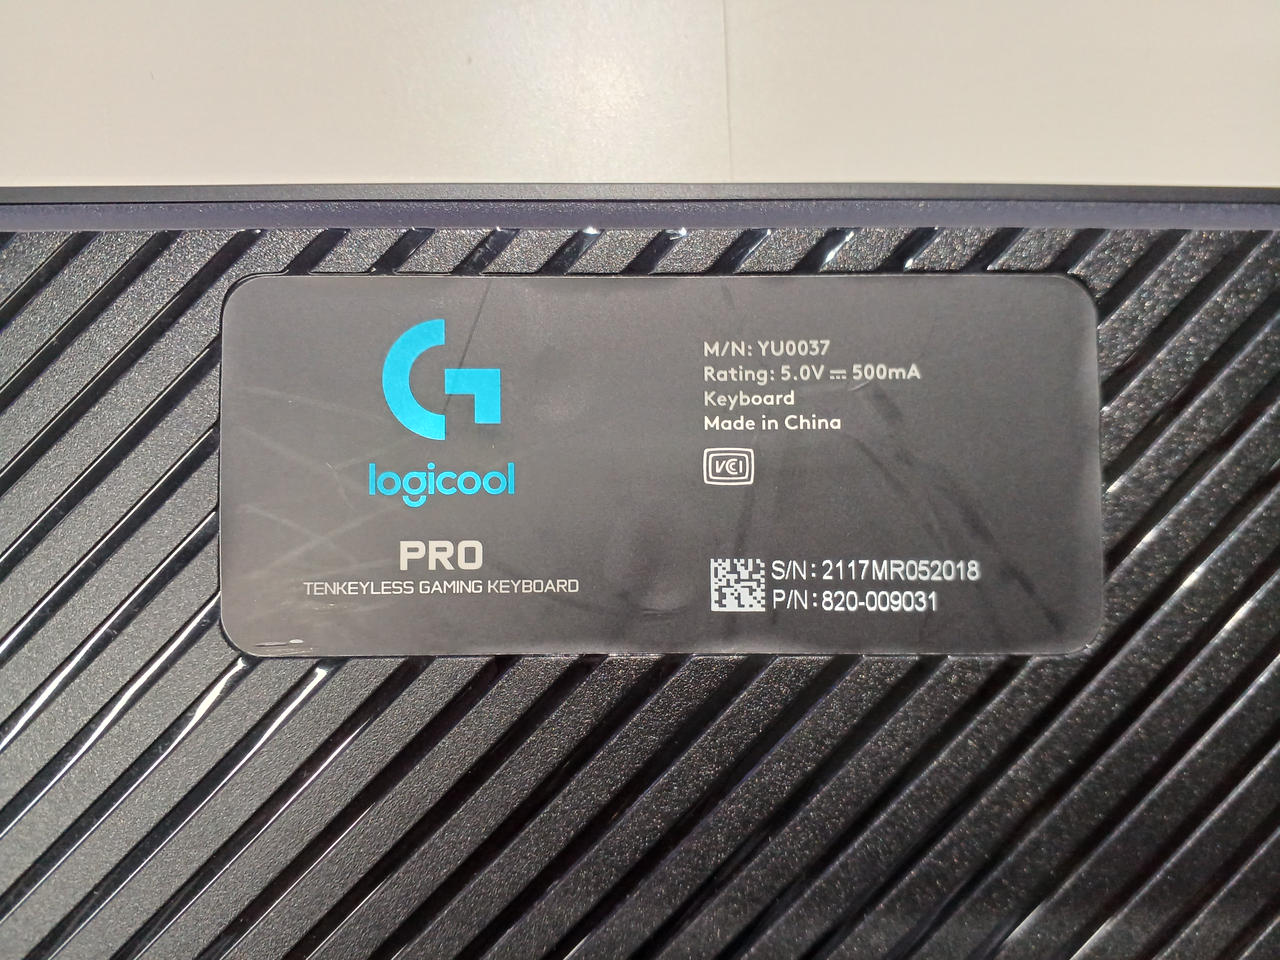 logicool
PRO
TENKEYLESS GAMING KEYBOARD
M/N: YU0037
Rating: 5.0V ⎓ 500mA
Keyboard
Made in China
VCI
S/N: 2117MR052018
P/N: 820-009031